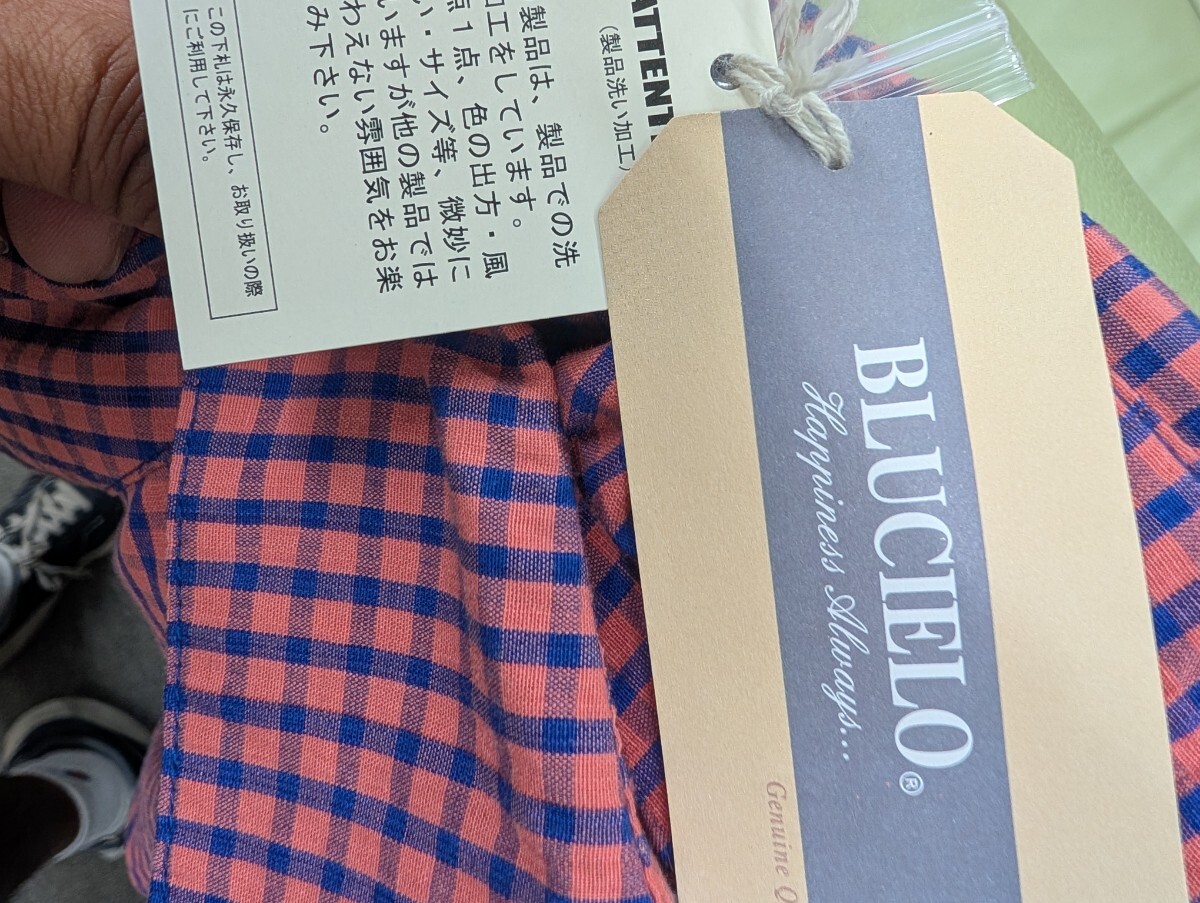 ATTENT
(製品洗い加工)
製品は、製品での洗
加工をしています。
点1点、色の出方・風
い・サイズ等、微妙に
いますが他の製品では
わえない雰囲気をお楽
み下さい。
この下札は永久保存し、お取り扱いの際
にご利用して下さい。
BLUCIELO®
Happiness Always...
Genuine Q